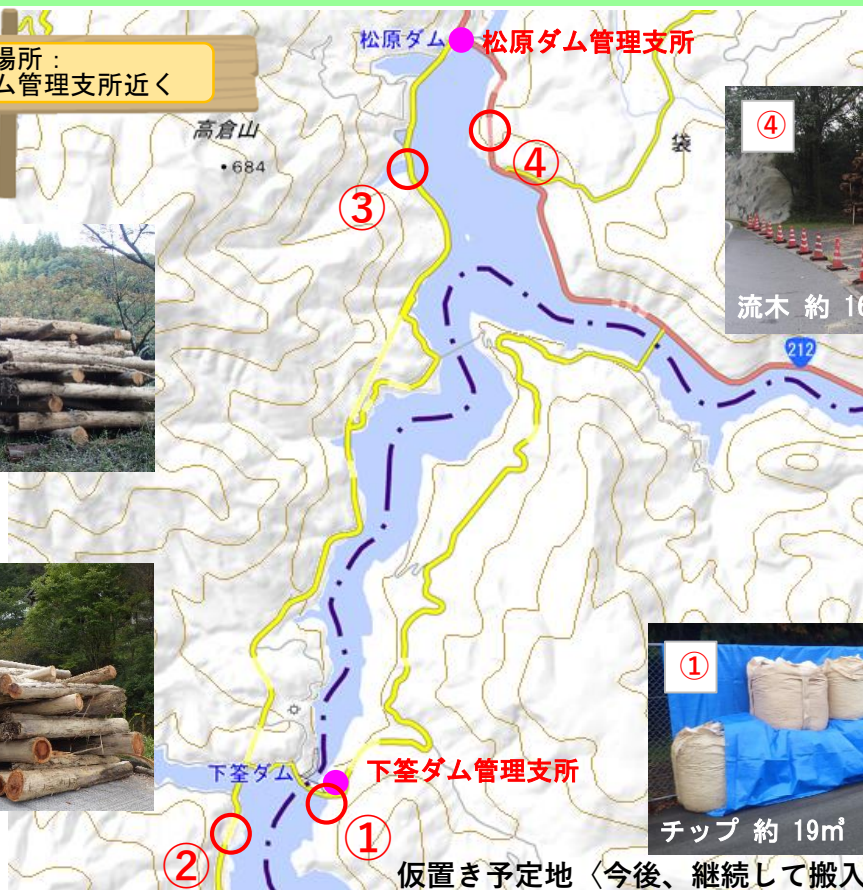 場所：
ム管理支所近く
松原ダム
松原ダム管理支所
高倉山
・684
袋
③
④
④
流木 約 16
212
下筌ダム
下筌ダム管理支所
①
②
①
チップ 約 19㎥
仮置き予定地〈今後、継続して搬入